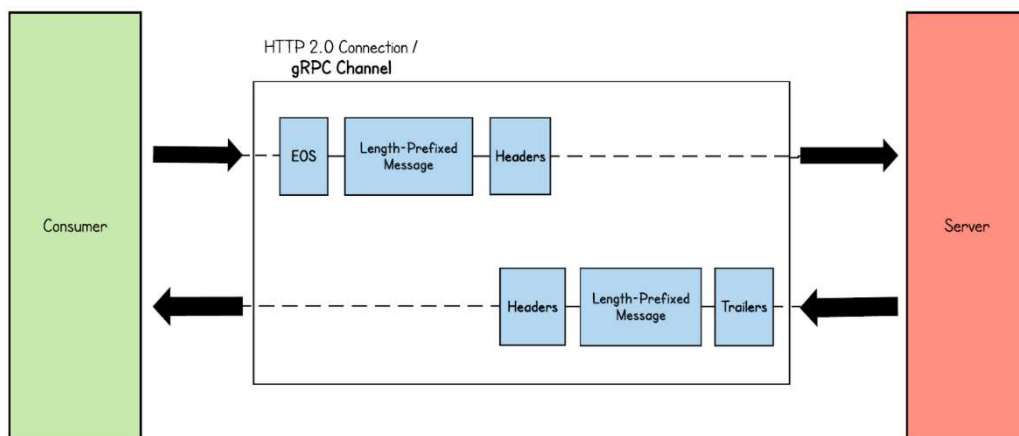 HTTP 2.0 Connection /
gRPC Channel
EOS
Length-Prefixed
Message
Headers
Consumer
Server
Headers
Length-Prefixed
Message
Trailers